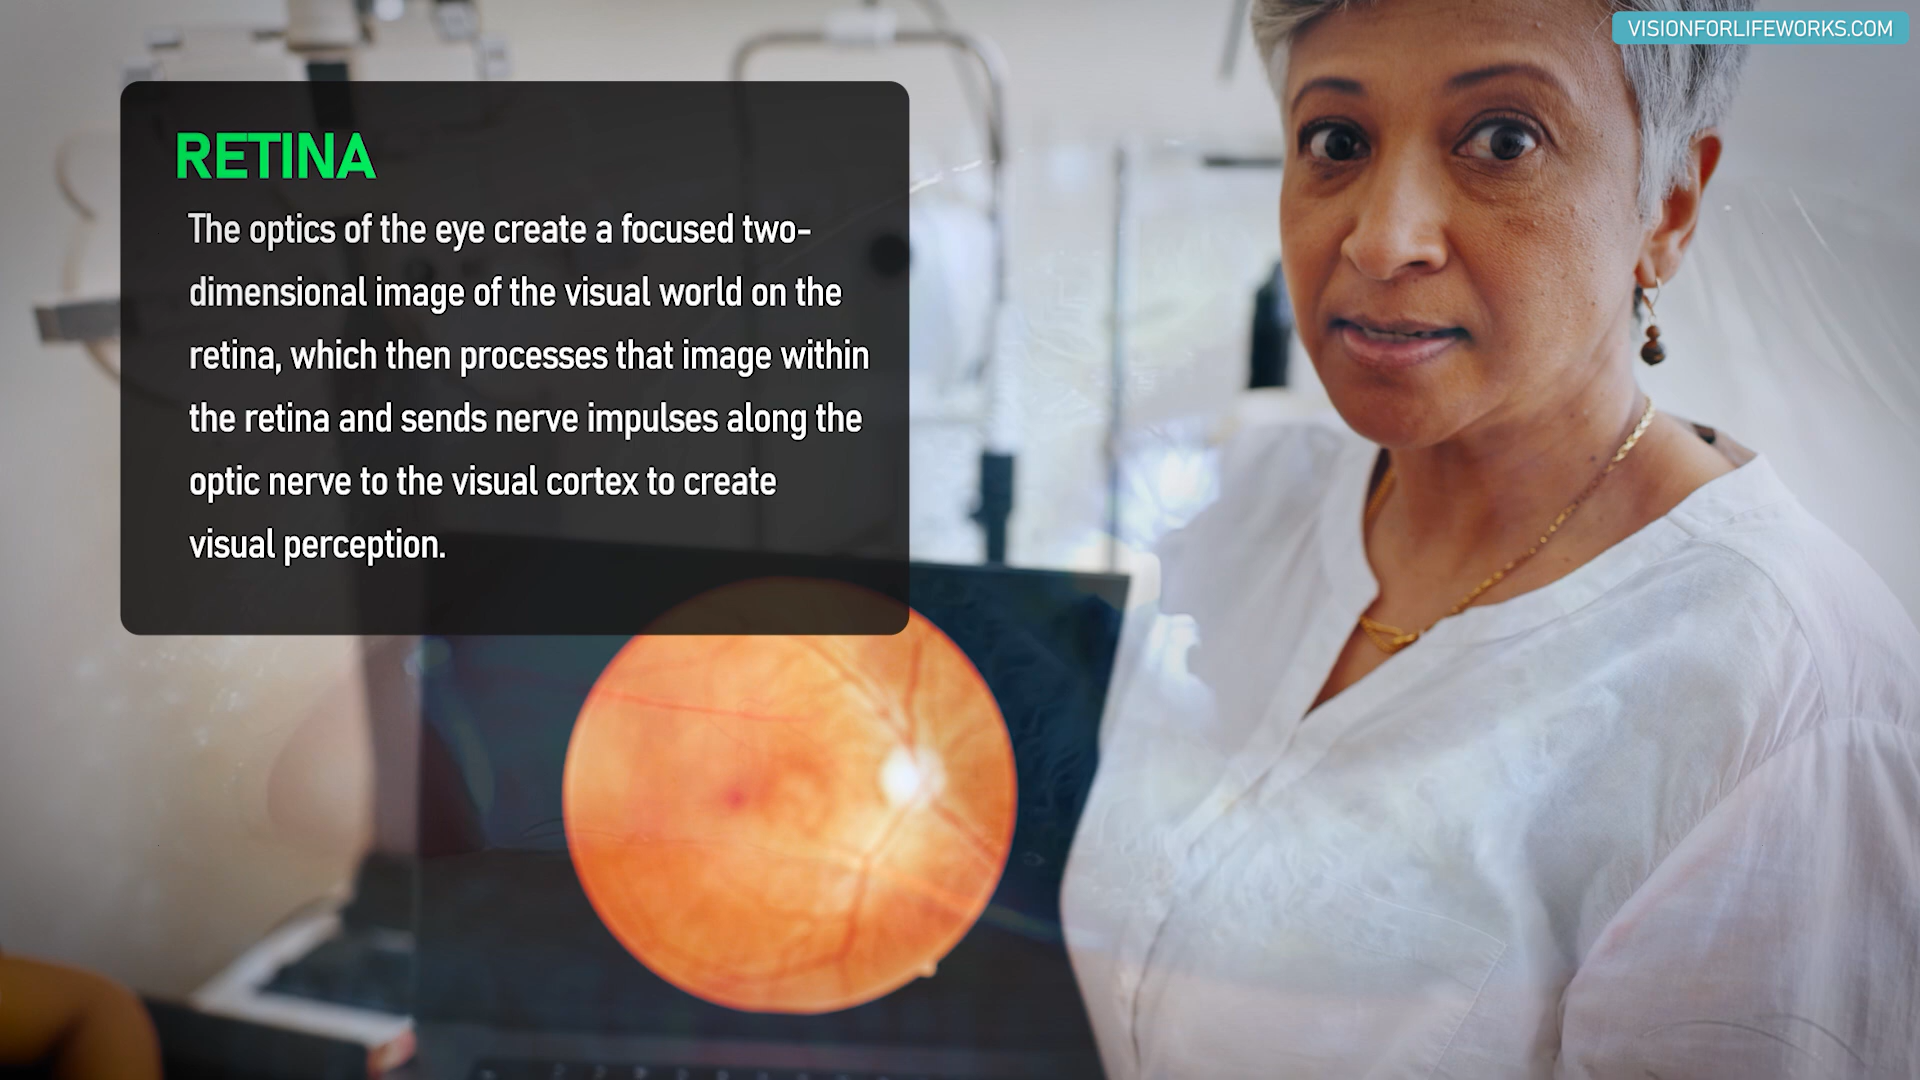 VISIONFORLIFEWORKS.COM
RETINA
The optics of the eye create a focused two-
dimensional image of the visual world on the
retina, which then processes that image within
the retina and sends nerve impulses along the
optic nerve to the visual cortex to create
visual perception.